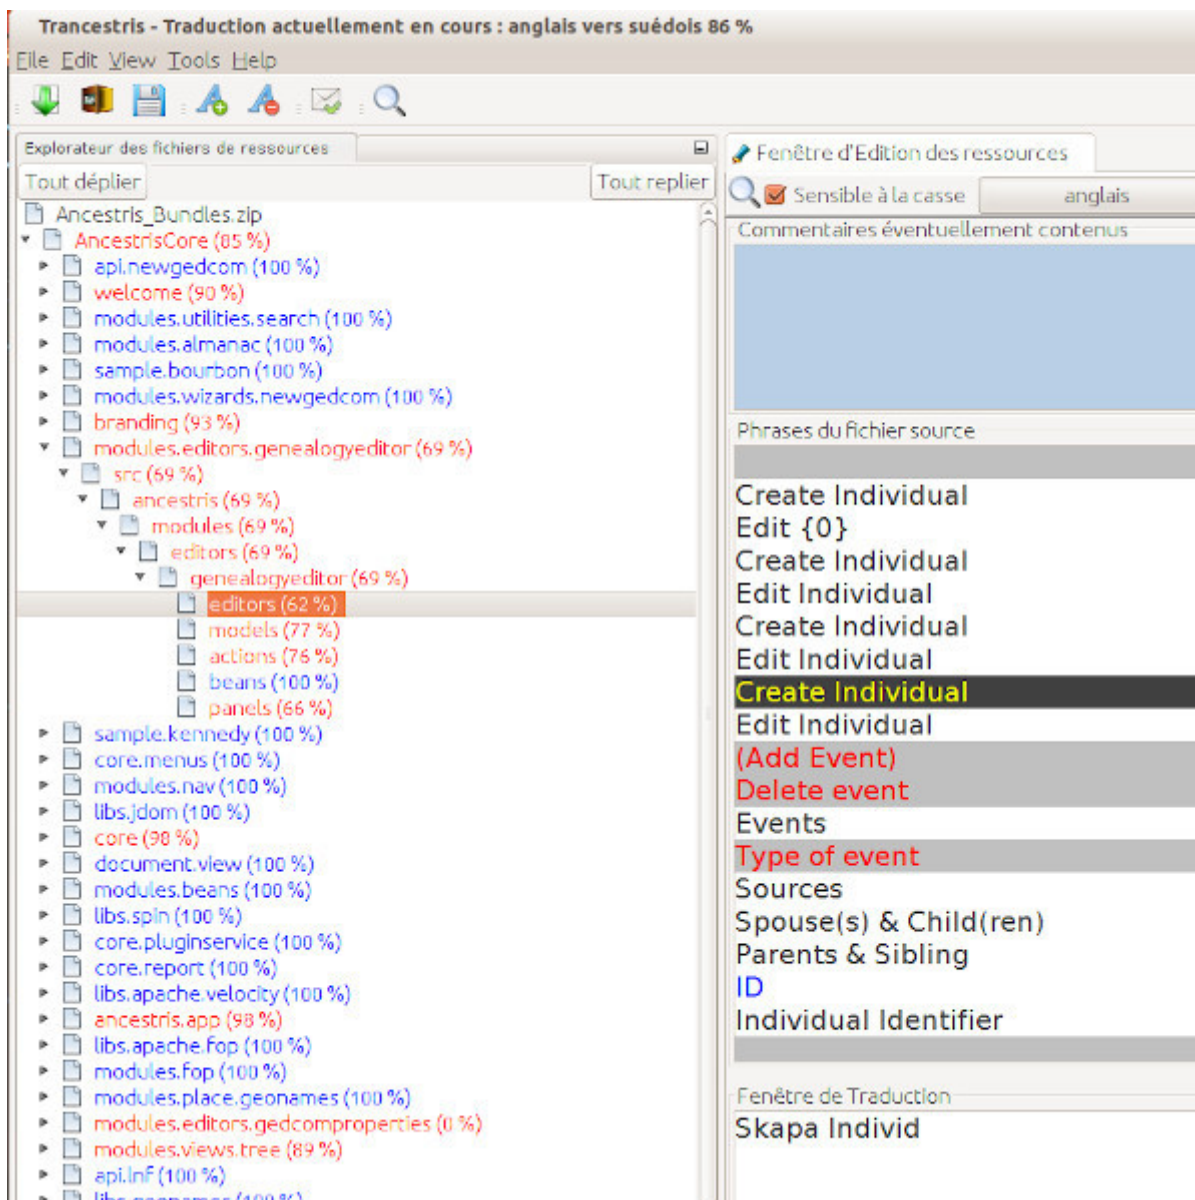 Trancestris - Traduction actuellement en cours : anglais vers suédois 86 %
File Edit View Tools Help
Explorateur des fichiers de ressources
Tout déplier
Tout replier
Ancestris_Bundles.zip
AncestrisCore (85 %)
api.newgedcom (100 %)
welcome (90 %)
modules.utilities.search (100 %)
modules.almanac (100 %)
sample.bourbon (100 %)
modules.wizards.newgedcom (100 %)
branding (93 %)
modules.editors.genealogyeditor (69 %)
src (69 %)
ancestris (69 %)
modules (69 %)
editors (69 %)
genealogyeditor (69 %)
editors (62 %)
models (77 %)
actions (76 %)
beans (100 %)
panels (66 %)
sample.kennedy (100 %)
core.menus (100 %)
modules.nav (100 %)
libs.jdom (100 %)
core (98 %)
document.view (100 %)
modules.beans (100 %)
libs.spin (100 %)
core.pluginservice (100 %)
core.report (100 %)
libs.apache.velocity (100 %)
ancestris.app (98 %)
libs.apache.fop (100 %)
modules.fop (100 %)
modules.place.geonames (100 %)
modules.editors.gedcomproperties (0 %)
modules.views.tree (89 %)
api.lnf (100 %)
libs.geonames (100 %)
Fenêtre d'Edition des ressources
Sensible à la casse
anglais
Commentaires éventuellement contenus
Phrases du fichier source
Create Individual
Edit {0}
Create Individual
Edit Individual
Create Individual
Edit Individual
Create Individual
Edit Individual
(Add Event)
Delete event
Events
Type of event
Sources
Spouse(s) & Child(ren)
Parents & Sibling
ID
Individual Identifier
Fenêtre de Traduction
Skapa Individ